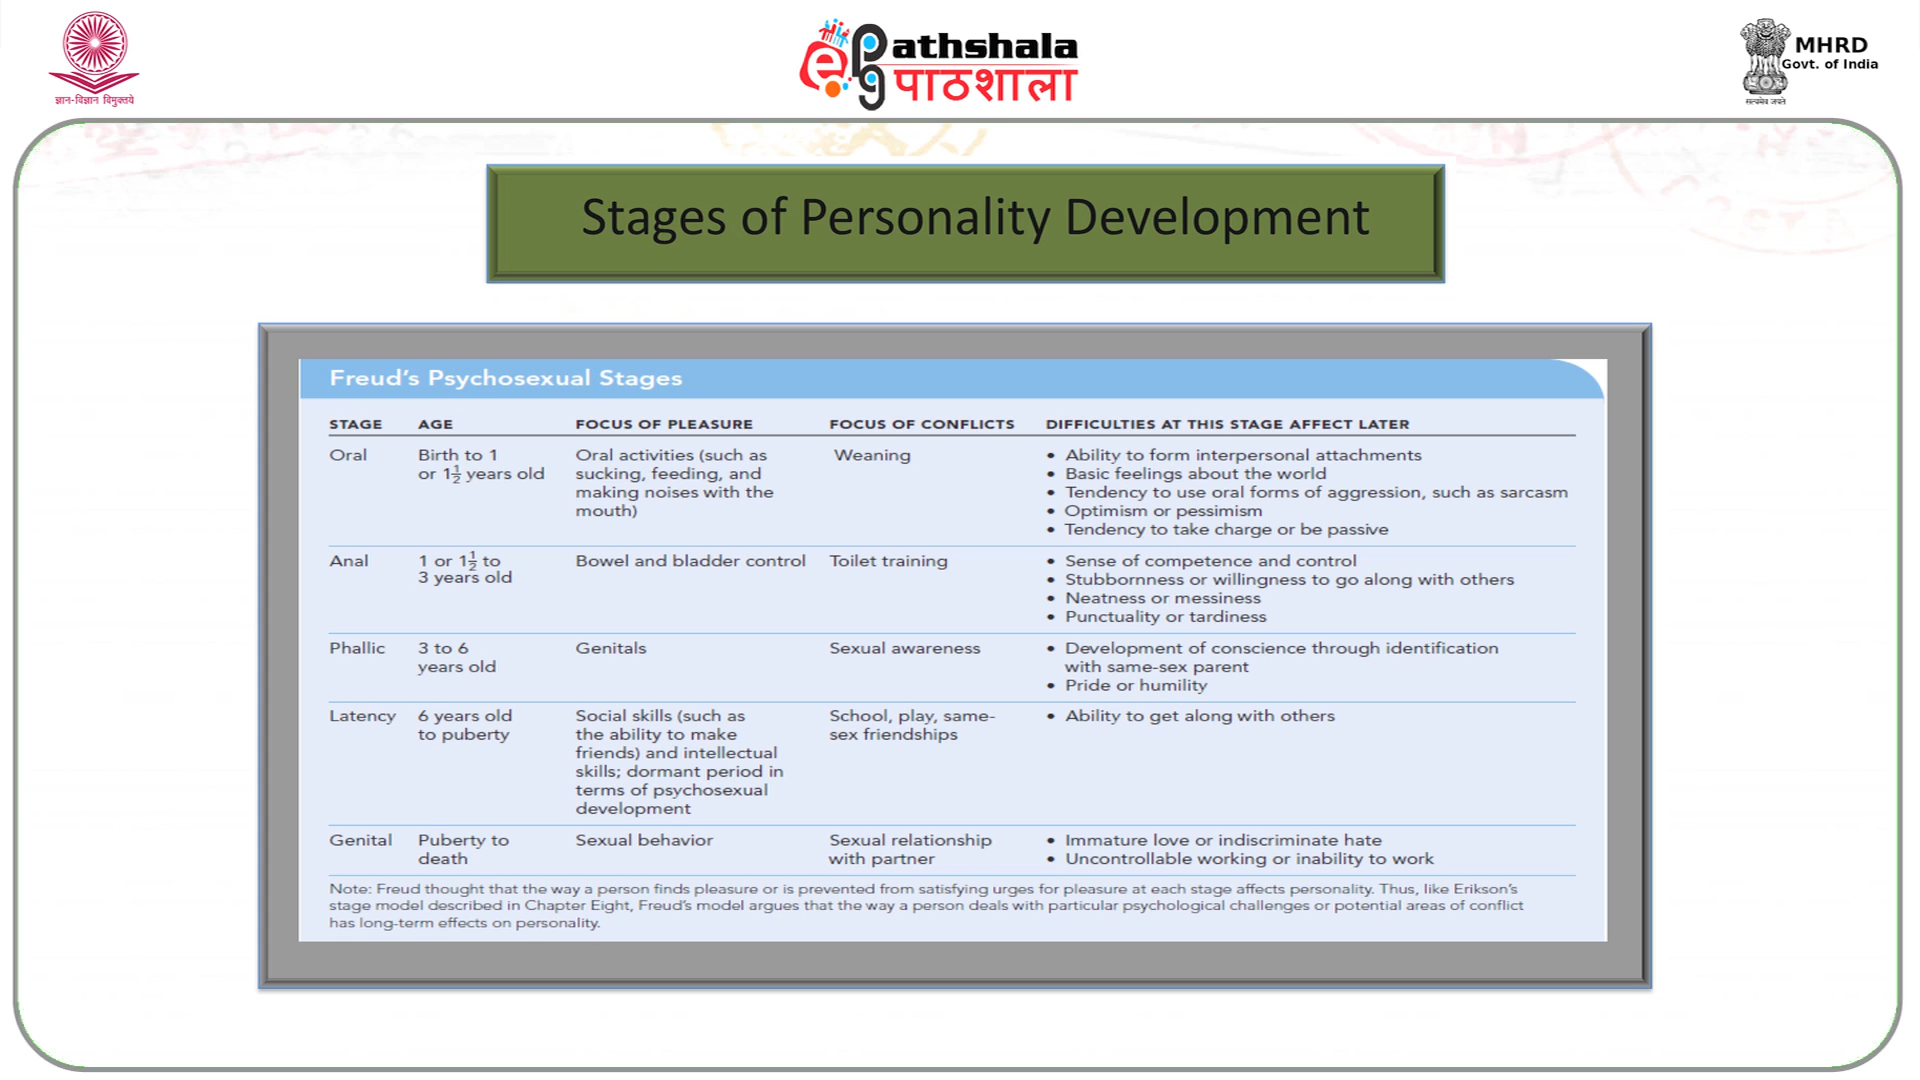 ज्ञान-विज्ञान विमुक्तये
ePGathshala
पाठशाला
MHRD
Govt. of India
सत्यमेव जयते
Stages of Personality Development
Freud's Psychosexual Stages
STAGE AGE FOCUS OF PLEASURE FOCUS OF CONFLICTS DIFFICULTIES AT THIS STAGE AFFECT LATER
Oral Birth to 1 Oral activities (such as Weaning • Ability to form interpersonal attachments
or 1½ years old sucking, feeding, and • Basic feelings about the world
making noises with the • Tendency to use oral forms of aggression, such as sarcasm
mouth) • Optimism or pessimism
• Tendency to take charge or be passive
Anal 1 or 1½ to Bowel and bladder control Toilet training • Sense of competence and control
3 years old • Stubbornness or willingness to go along with others
• Neatness or messiness
• Punctuality or tardiness
Phallic 3 to 6 Genitals Sexual awareness • Development of conscience through identification
years old with same-sex parent
• Pride or humility
Latency 6 years old Social skills (such as School, play, same- • Ability to get along with others
to puberty the ability to make sex friendships
friends) and intellectual
skills; dormant period in
terms of psychosexual
development
Genital Puberty to Sexual behavior Sexual relationship • Immature love or indiscriminate hate
death with partner • Uncontrollable working or inability to work
Note: Freud thought that the way a person finds pleasure or is prevented from satisfying urges for pleasure at each stage affects personality. Thus, like Erikson's
stage model described in Chapter Eight, Freud's model argues that the way a person deals with particular psychological challenges or potential areas of conflict
has long-term effects on personality.